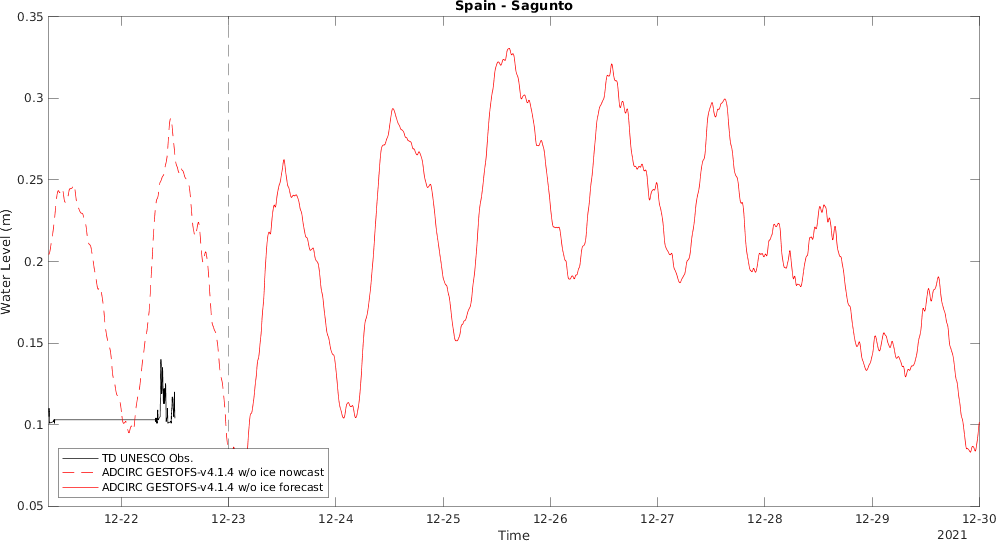 Spain - Sagunto
Water Level (m)
0.35
0.3
0.25
0.2
0.15
0.1
0.05
TD UNESCO Obs.
ADCIRC GESTOFS-v4.1.4 w/o ice nowcast
ADCIRC GESTOFS-v4.1.4 w/o ice forecast
12-22 12-23 12-24 12-25 12-26 12-27 12-28 12-29 12-30
Time
2021